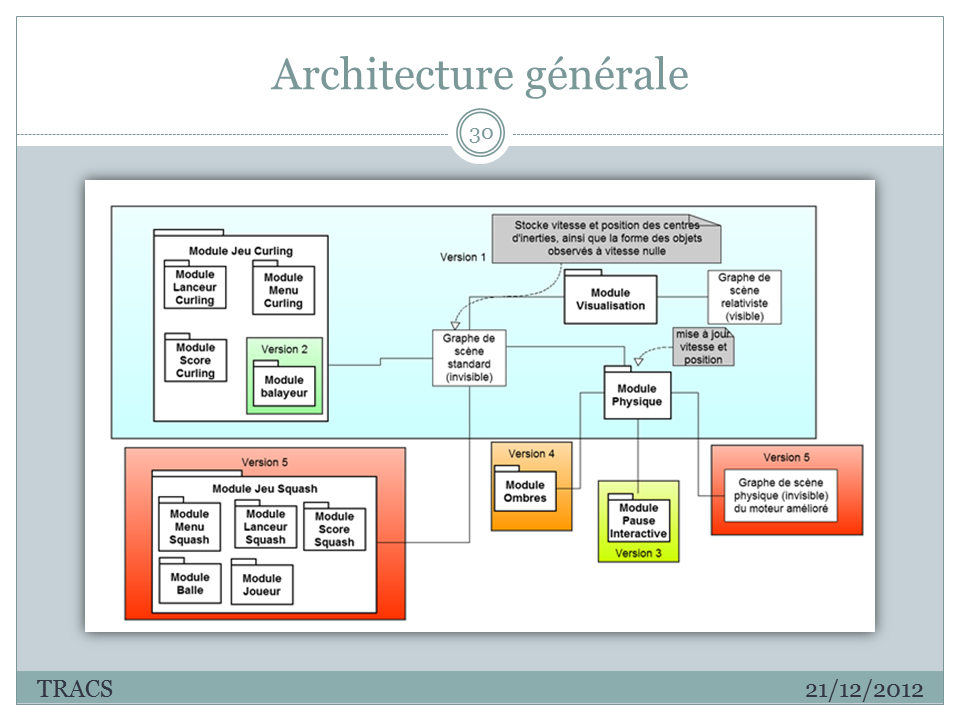 Architecture générale
30
Stocke vitesse et position des centres
d'inerties, ainsi que la forme des objets
observés à vitesse nulle
Version 1
Module Jeu Curling
Module
Lanceur
Curling
Module
Menu
Curling
Module
Score
Curling
Version 2
Module
balayeur
Graphe de
scène
standard
(invisible)
Module
Visualisation
Graphe de
scène
relativiste
(visible)
mise à jour
vitesse et
position
Module
Physique
Version 5
Module Jeu Squash
Module
Menu
Squash
Module
Lanceur
Squash
Module
Score
Squash
Module
Balle
Module
Joueur
Version 4
Module
Ombres
Module
Pause
Interactive
Version 3
Version 5
Graphe de scène
physique (invisible)
du moteur amélioré
TRACS
21/12/2012